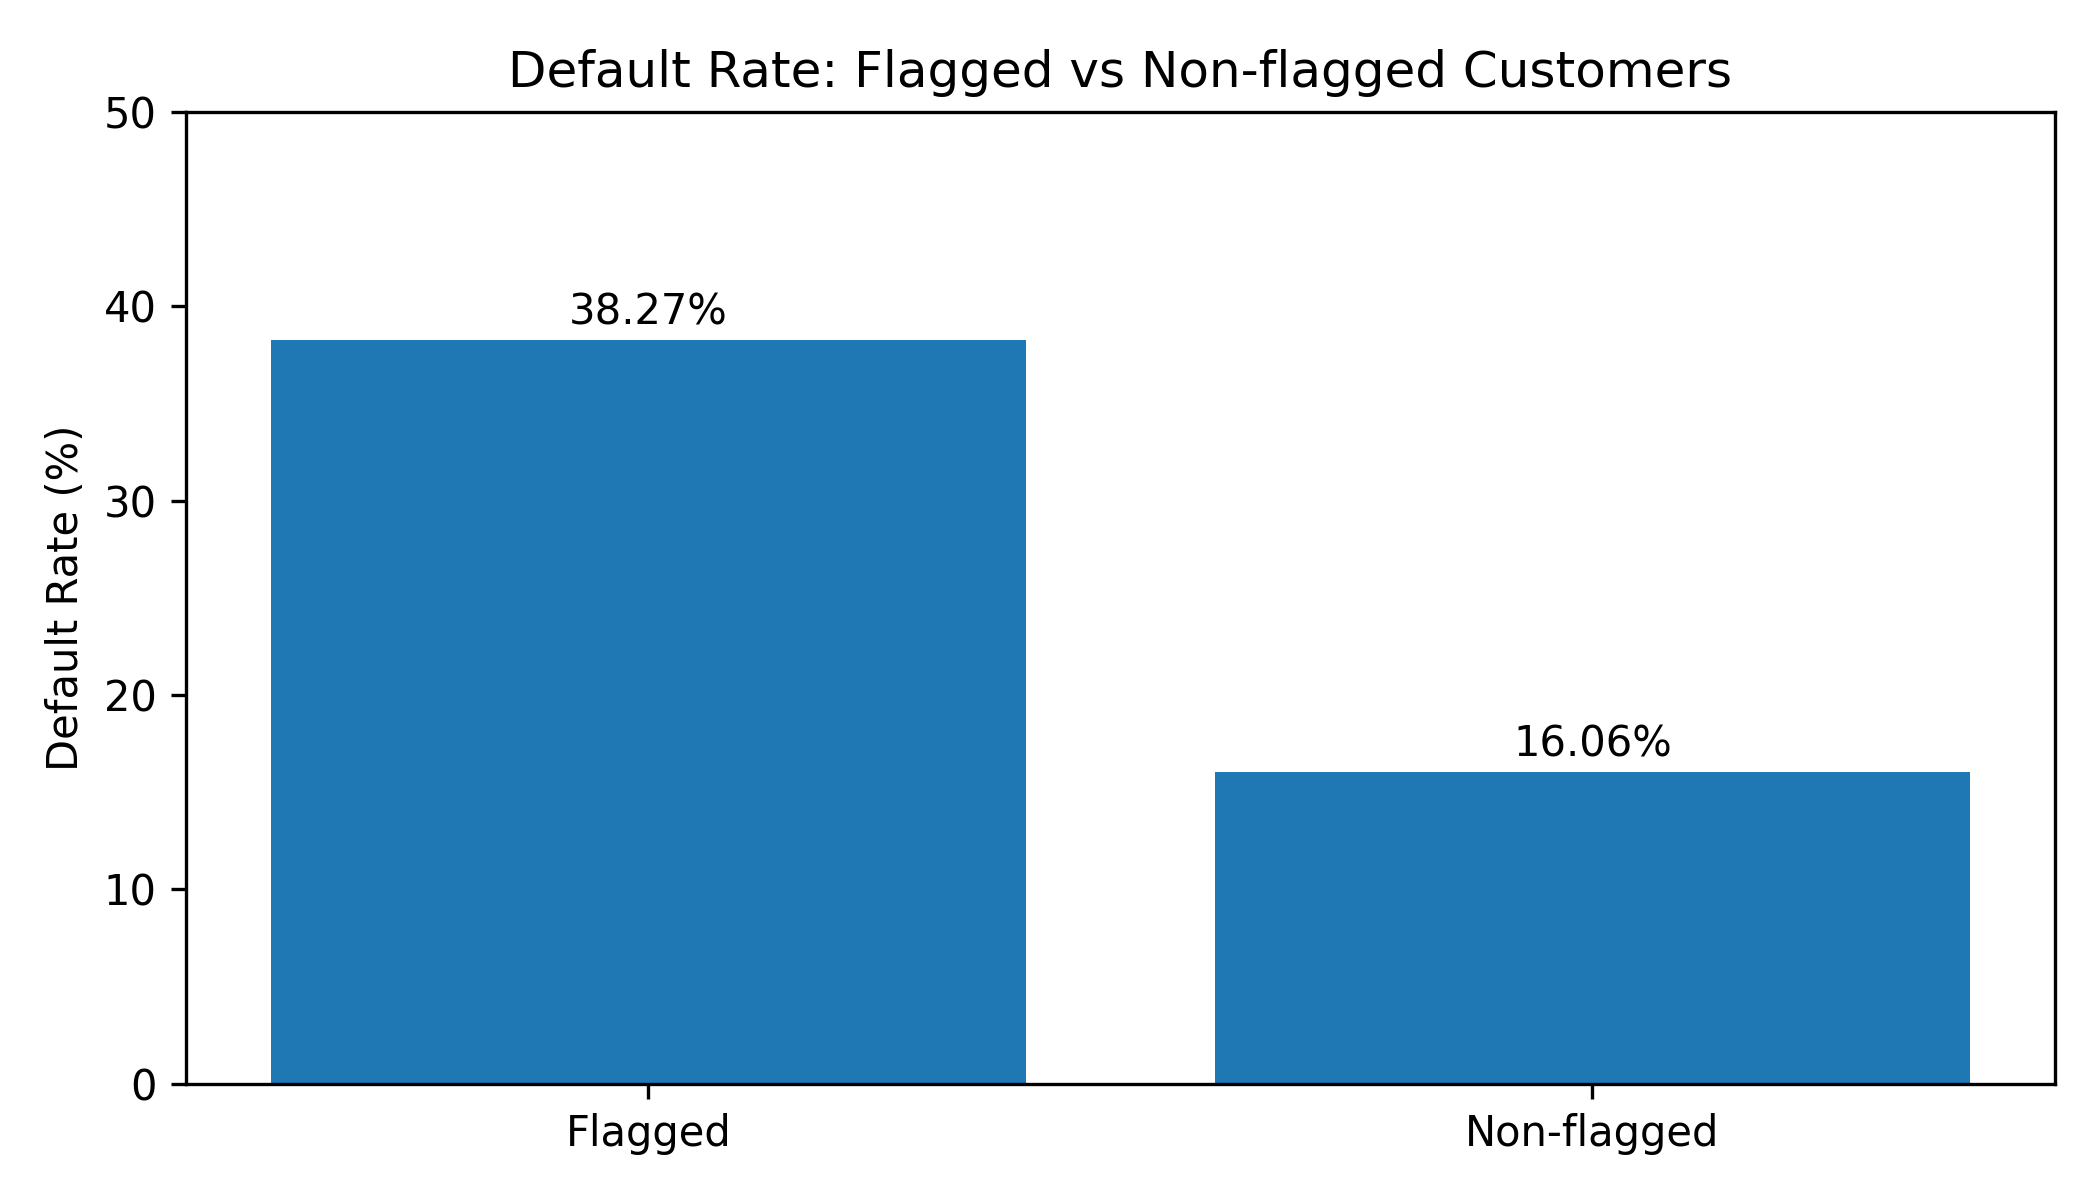 Default Rate: Flagged vs Non-flagged Customers
Default Rate (%)
50
40
30
20
10
0
38.27%
16.06%
Flagged
Non-flagged